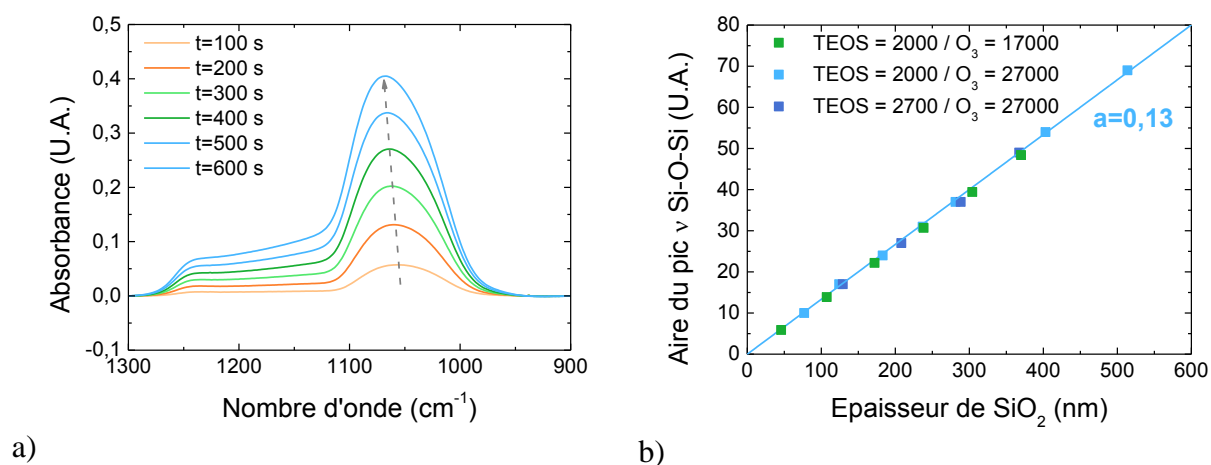 0,5
0,4
0,3
0,2
0,1
0,0
-0,1
Absorbance (U.A.)
t=100 s
t=200 s
t=300 s
t=400 s
t=500 s
t=600 s
1300 1200 1100 1000 900
Nombre d'onde (cm⁻¹)
a)
80
70
60
50
40
30
20
10
0
Aire du pic ν Si-O-Si (U.A.)
TEOS = 2000 / O₃ = 17000
TEOS = 2000 / O₃ = 27000
TEOS = 2700 / O₃ = 27000
a=0,13
0 100 200 300 400 500 600
Epaisseur de SiO₂ (nm)
b)